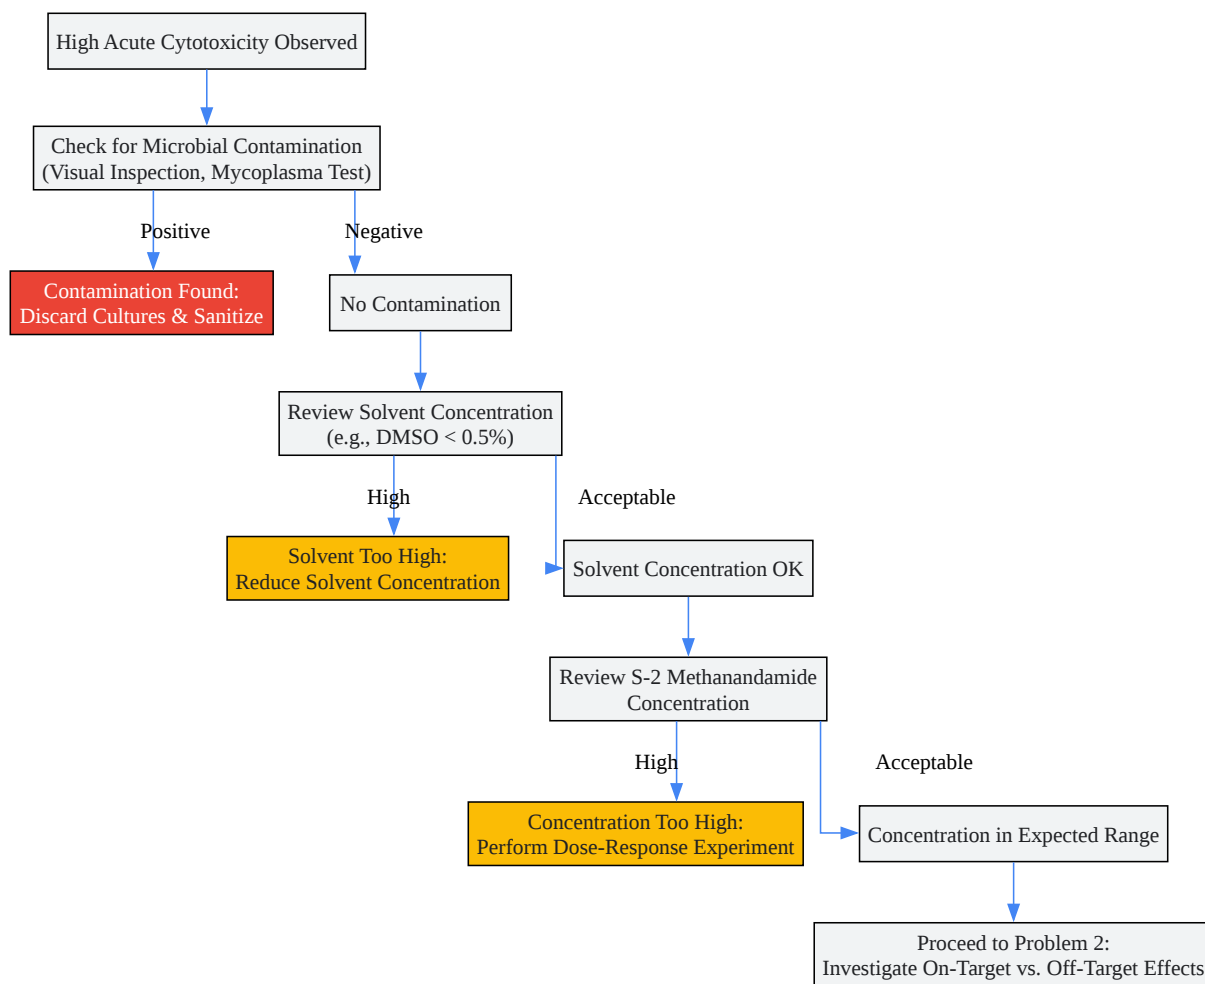 High Acute Cytotoxicity Observed
Check for Microbial Contamination
(Visual Inspection, Mycoplasma Test)
Positive
Negative
Contamination Found:
Discard Cultures & Sanitize
No Contamination
Review Solvent Concentration
(e.g., DMSO < 0.5%)
High
Acceptable
Solvent Too High:
Reduce Solvent Concentration
Solvent Concentration OK
Review S-2 Methanandamide
Concentration
High
Acceptable
Concentration Too High:
Perform Dose-Response Experiment
Concentration in Expected Range
Proceed to Problem 2:
Investigate On-Target vs. Off-Target Effects